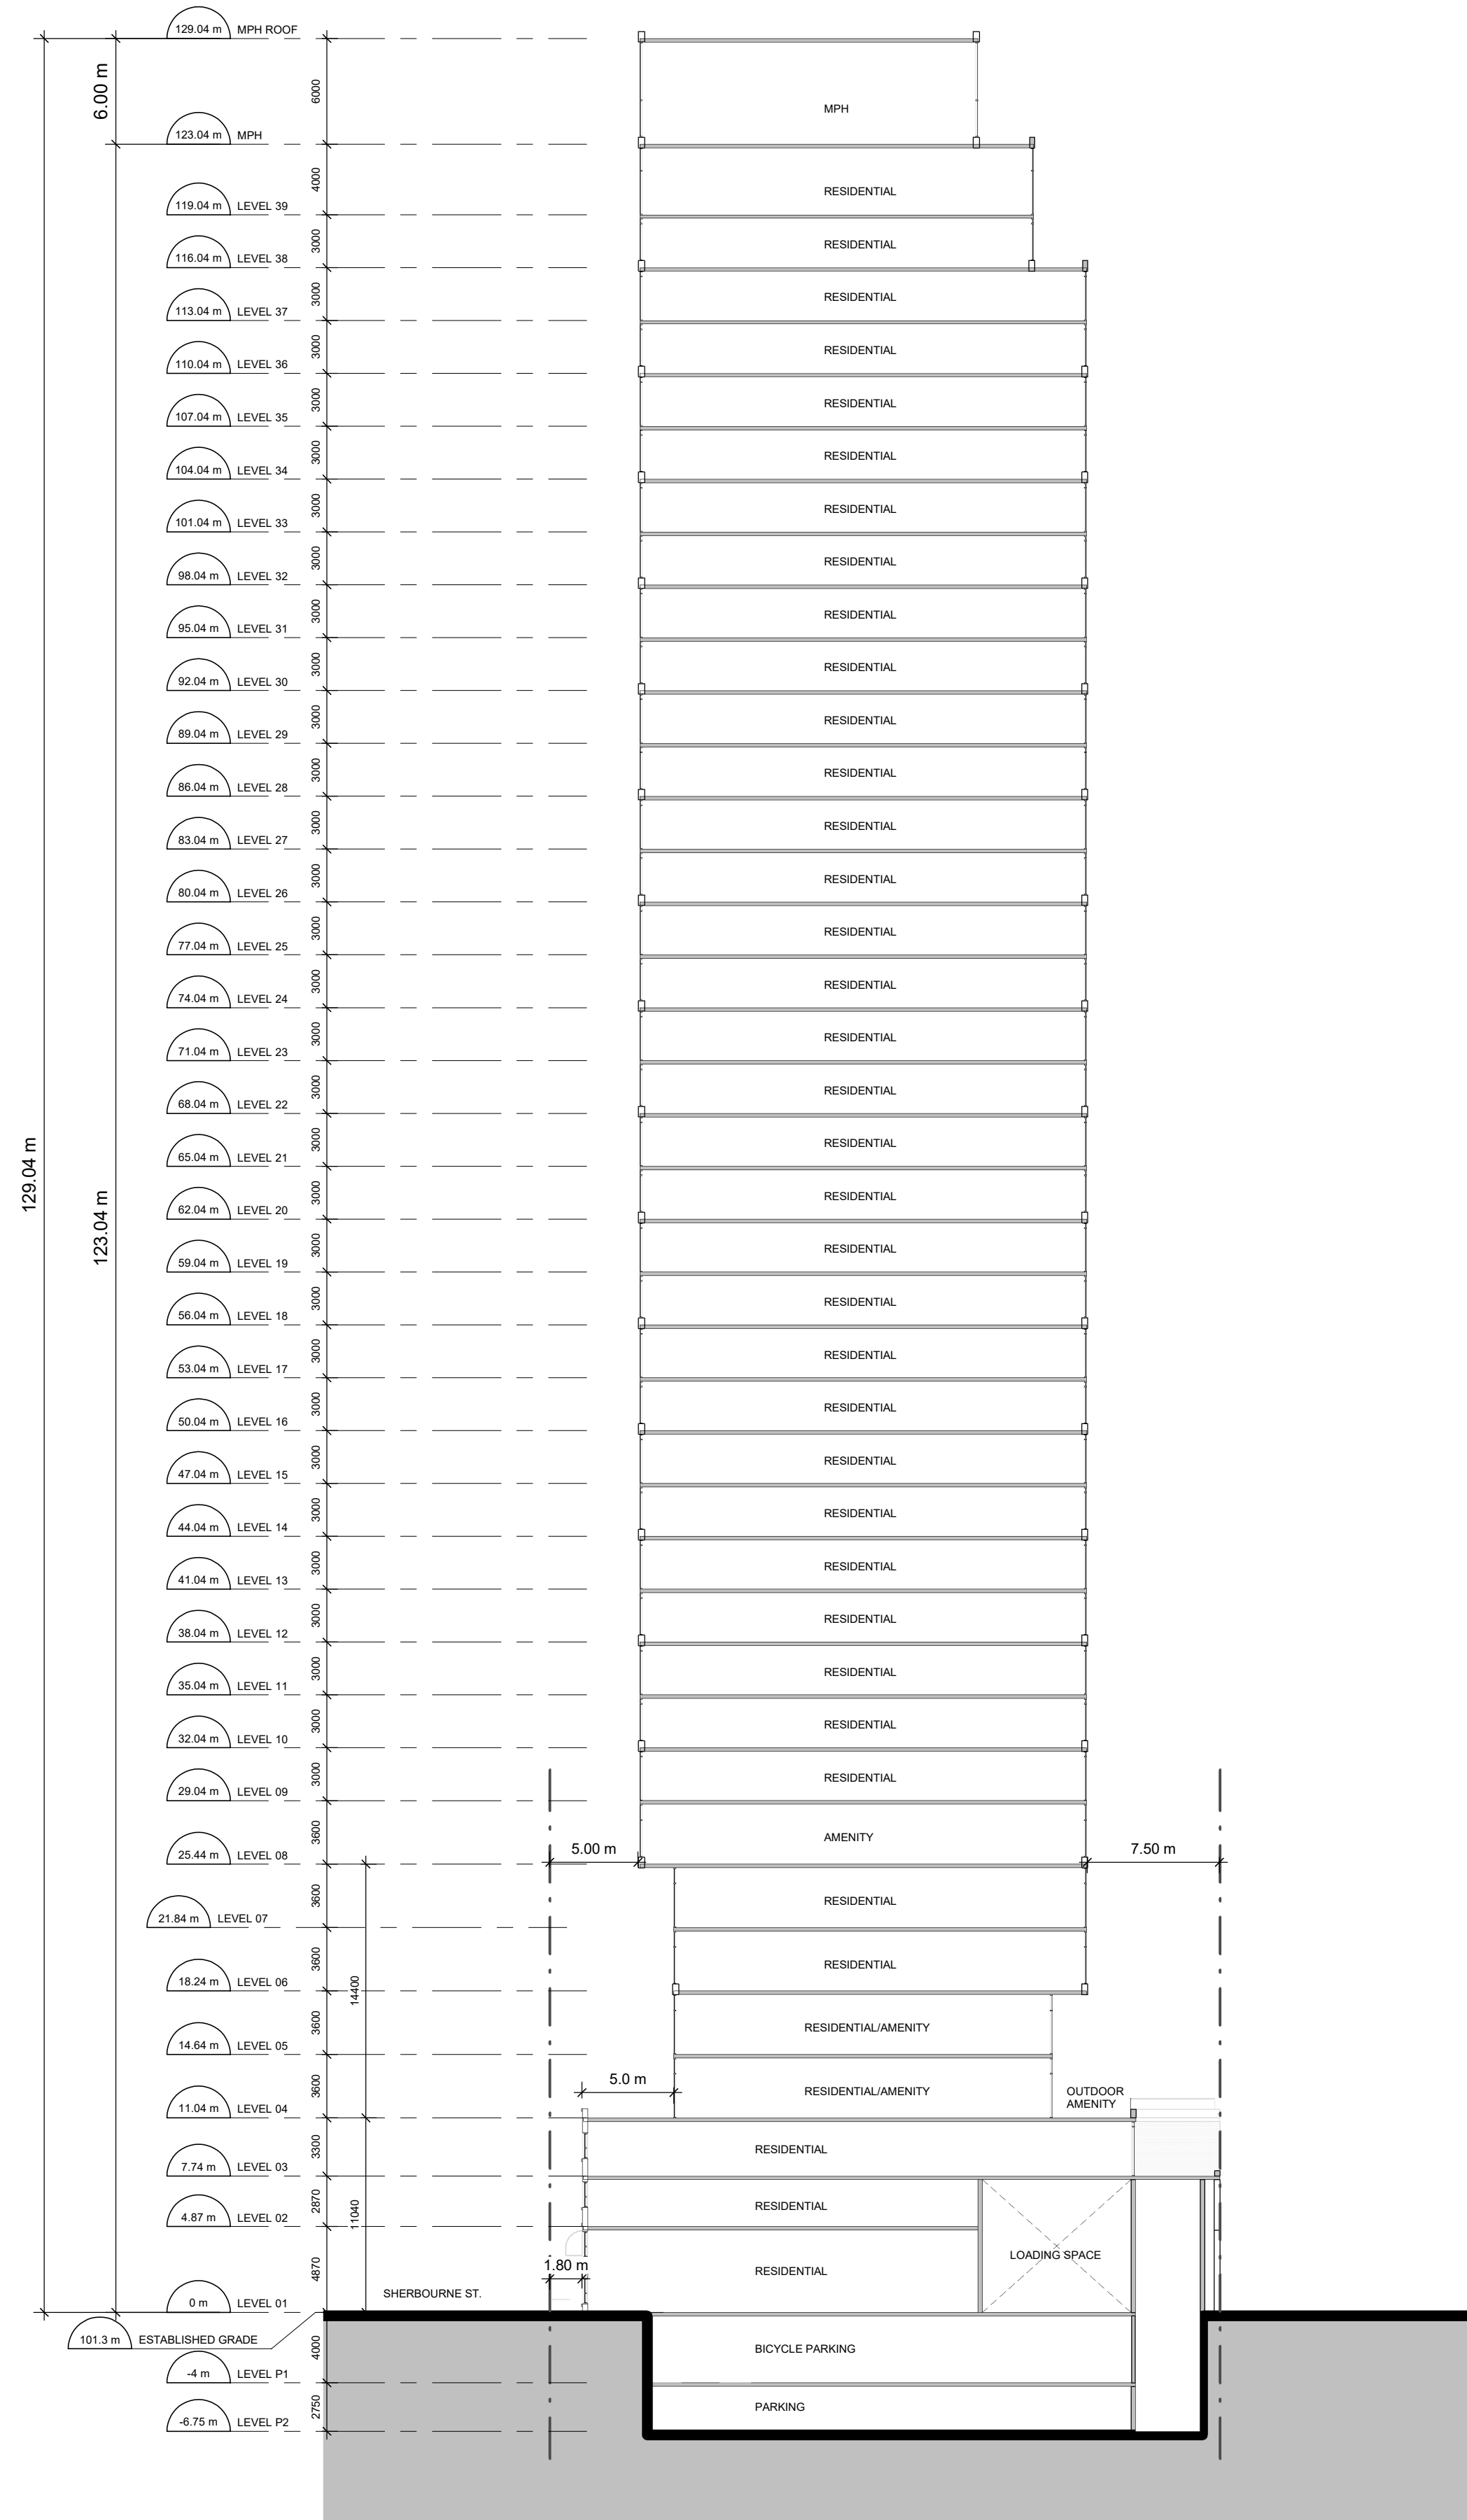 129.04 m MPH ROOF
6.00 m
6000
MPH
123.04 m MPH
4000
RESIDENTIAL
119.04 m LEVEL 39
3000
RESIDENTIAL
116.04 m LEVEL 38
3000
RESIDENTIAL
113.04 m LEVEL 37
3000
RESIDENTIAL
110.04 m LEVEL 36
3000
RESIDENTIAL
107.04 m LEVEL 35
3000
RESIDENTIAL
104.04 m LEVEL 34
3000
RESIDENTIAL
101.04 m LEVEL 33
3000
RESIDENTIAL
98.04 m LEVEL 32
3000
RESIDENTIAL
95.04 m LEVEL 31
3000
RESIDENTIAL
92.04 m LEVEL 30
3000
RESIDENTIAL
89.04 m LEVEL 29
3000
RESIDENTIAL
86.04 m LEVEL 28
3000
RESIDENTIAL
83.04 m LEVEL 27
3000
RESIDENTIAL
80.04 m LEVEL 26
3000
RESIDENTIAL
77.04 m LEVEL 25
3000
RESIDENTIAL
74.04 m LEVEL 24
3000
RESIDENTIAL
71.04 m LEVEL 23
3000
RESIDENTIAL
68.04 m LEVEL 22
3000
RESIDENTIAL
65.04 m LEVEL 21
129.04 m
123.04 m
3000
RESIDENTIAL
62.04 m LEVEL 20
3000
RESIDENTIAL
59.04 m LEVEL 19
3000
RESIDENTIAL
56.04 m LEVEL 18
3000
RESIDENTIAL
53.04 m LEVEL 17
3000
RESIDENTIAL
50.04 m LEVEL 16
3000
RESIDENTIAL
47.04 m LEVEL 15
3000
RESIDENTIAL
44.04 m LEVEL 14
3000
RESIDENTIAL
41.04 m LEVEL 13
3000
RESIDENTIAL
38.04 m LEVEL 12
3000
RESIDENTIAL
35.04 m LEVEL 11
3000
RESIDENTIAL
32.04 m LEVEL 10
3000
RESIDENTIAL
29.04 m LEVEL 09
3600
AMENITY
5.00 m
7.50 m
25.44 m LEVEL 08
3600
RESIDENTIAL
21.84 m LEVEL 07
3600
RESIDENTIAL
18.24 m LEVEL 06
14400
3600
RESIDENTIAL/AMENITY
14.64 m LEVEL 05
3600
5.0 m
RESIDENTIAL/AMENITY
OUTDOOR
AMENITY
11.04 m LEVEL 04
3300
RESIDENTIAL
7.74 m LEVEL 03
2870
11040
RESIDENTIAL
4.87 m LEVEL 02
4870
1.80 m
RESIDENTIAL
LOADING SPACE
SHERBOURNE ST.
0 m LEVEL 01
101.3 m ESTABLISHED GRADE
4000
BICYCLE PARKING
-4 m LEVEL P1
2750
PARKING
-6.75 m LEVEL P2